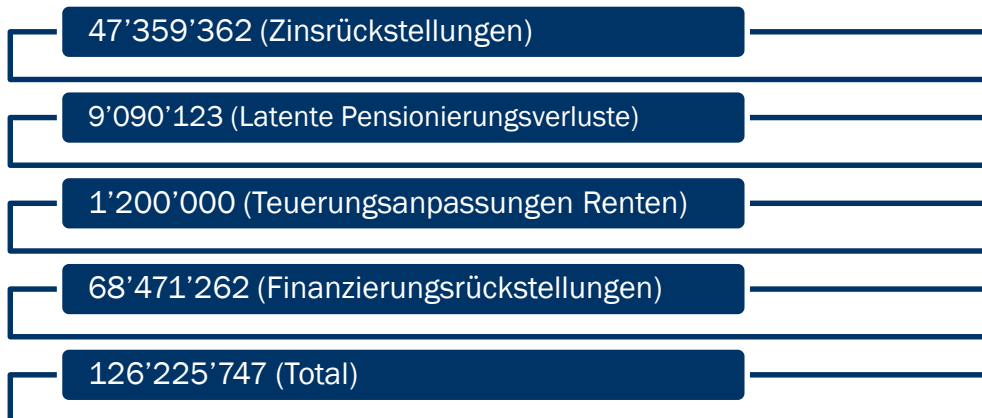 47’359’362 (Zinsrückstellungen)
9’090’123 (Latente Pensionierungsverluste)
1’200’000 (Teuerungsanpassungen Renten)
68’471’262 (Finanzierungsrückstellungen)
126’225’747 (Total)